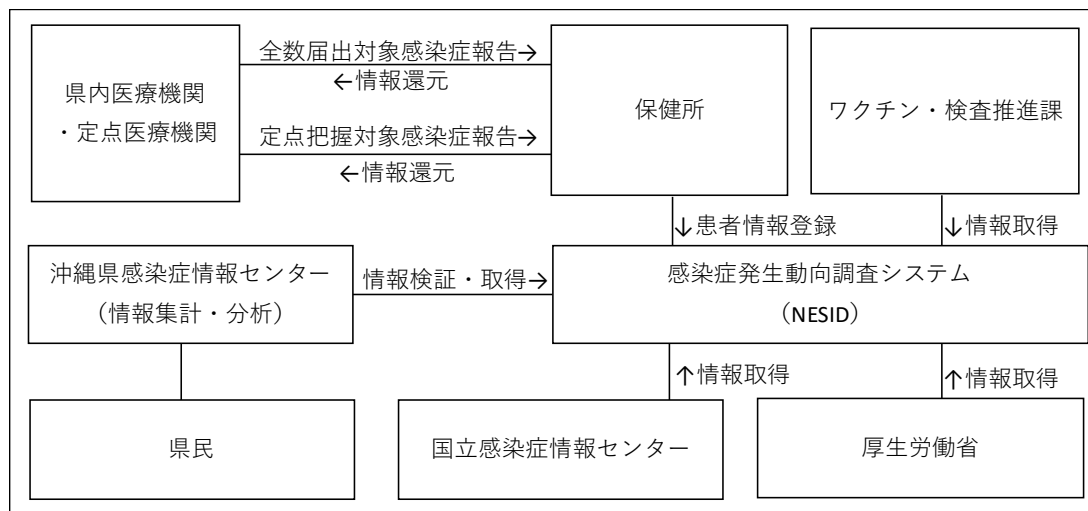 県内医療機関
・定点医療機関
全数届出対象感染症報告→
←情報還元
定点把握対象感染症報告→
←情報還元
保健所
ワクチン・検査推進課
↓患者情報登録
↓情報取得
沖縄県感染症情報センター
（情報集計・分析）
情報検証・取得→
感染症発生動向調査システム
（NESID）
↑情報取得
↑情報取得
県民
国立感染症情報センター
厚生労働省